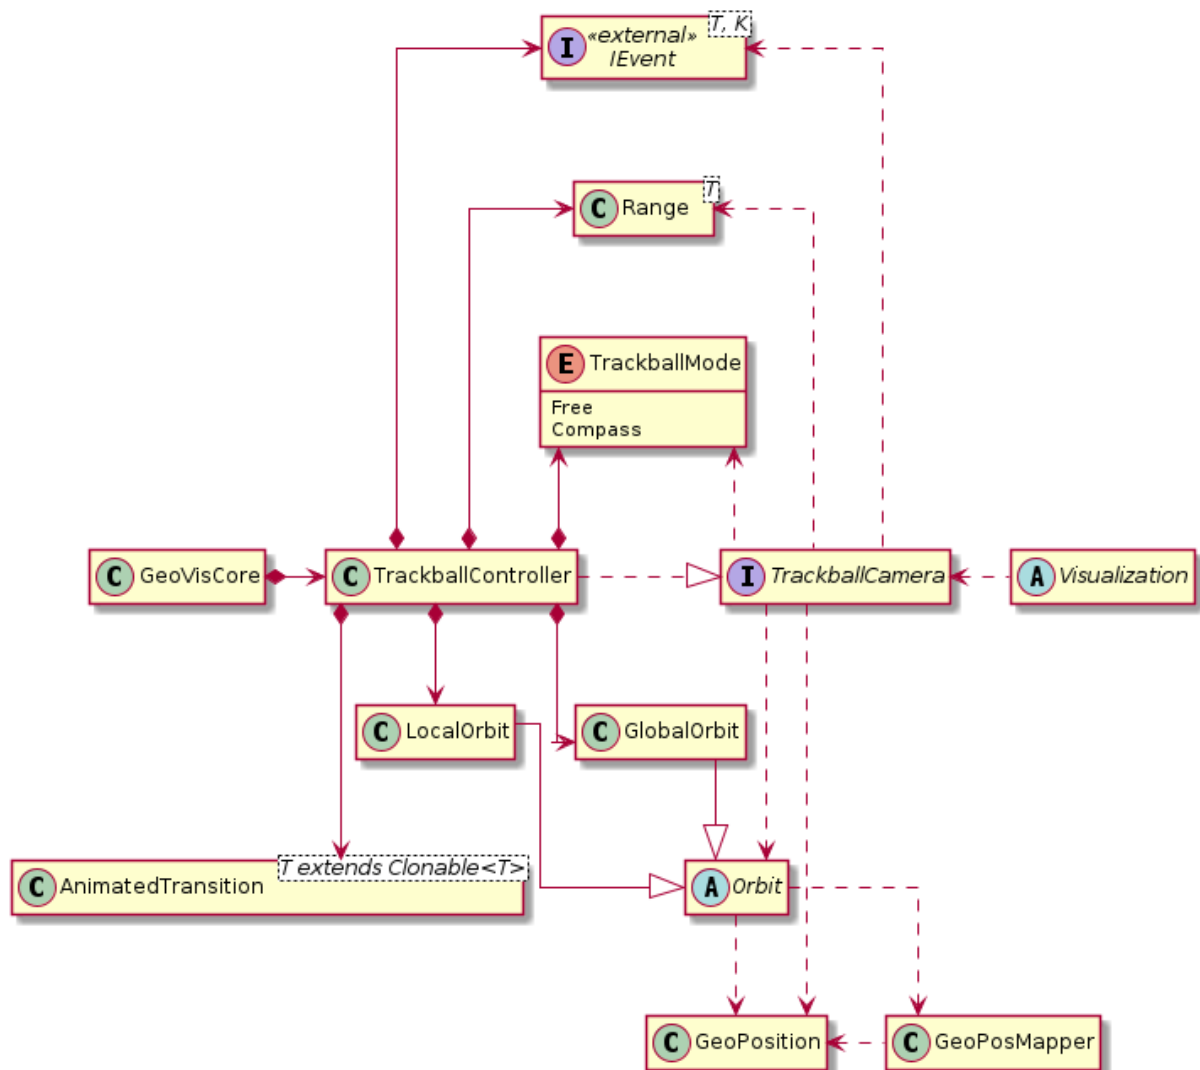 T, K
I «external»
IEvent
T
C Range
E TrackballMode
Free
Compass
C GeoVisCore
C TrackballController
I TrackballCamera
A Visualization
C LocalOrbit
C GlobalOrbit
T extends Clonable<T>
C AnimatedTransition
A Orbit
C GeoPosition
C GeoPosMapper